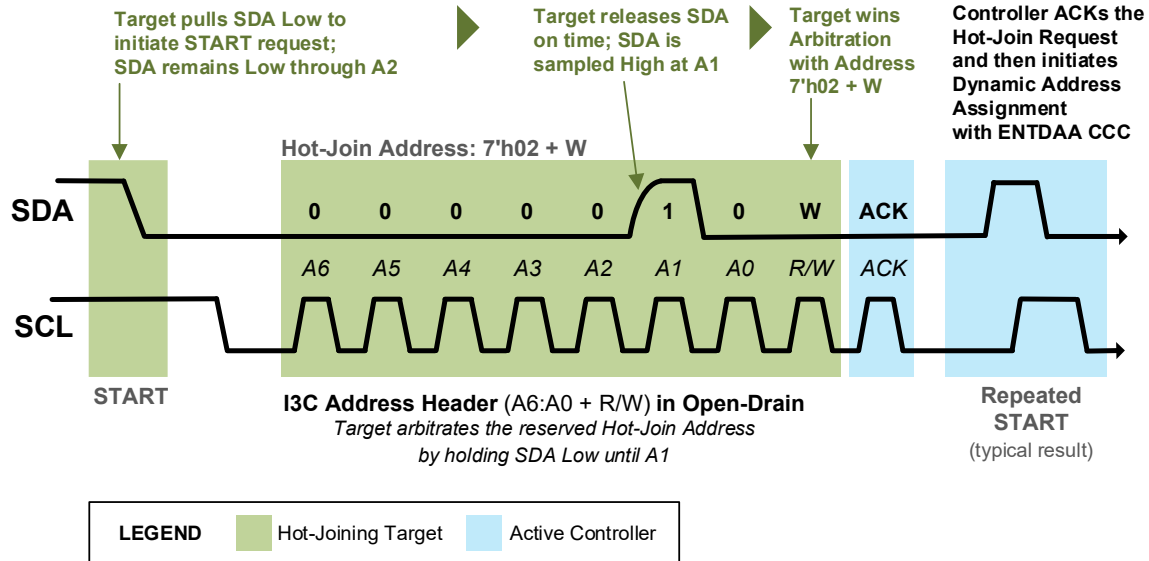 Target pulls SDA Low to
initiate START request;
SDA remains Low through A2
Target releases SDA
on time; SDA is
sampled High at A1
Target wins
Arbitration
with Address
7'h02 + W
Controller ACKs the
Hot-Join Request
and then initiates
Dynamic Address
Assignment
with ENTDAA CCC
Hot-Join Address: 7'h02 + W
SDA
0 0 0 0 0 1 0 W ACK
A6 A5 A4 A3 A2 A1 A0 R/W ACK
SCL
START
I3C Address Header (A6:A0 + R/W) in Open-Drain
Target arbitrates the reserved Hot-Join Address
by holding SDA Low until A1
Repeated
START
(typical result)
LEGEND Hot-Joining Target Active Controller